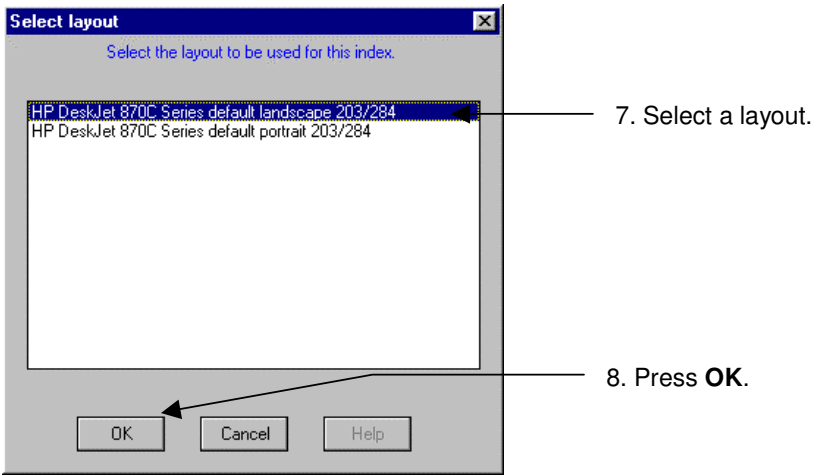 Select layout
Select the layout to be used for this index.
HP DeskJet 870C Series default landscape 203/284
7. Select a layout.
HP DeskJet 870C Series default portrait 203/284
8. Press OK.
OK Cancel Help